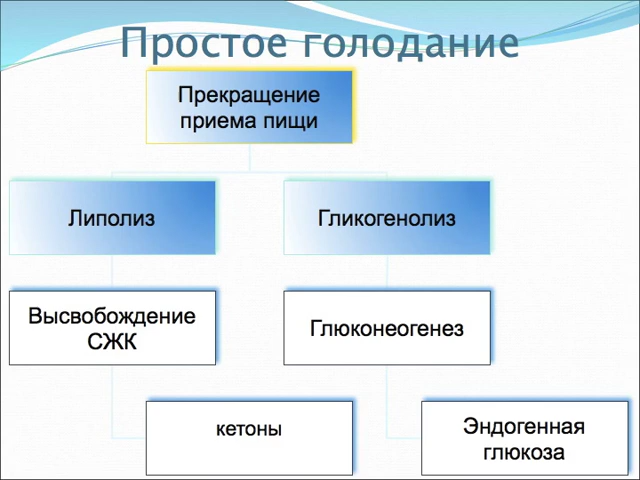 Простое голодание
Прекращение
приема пищи
Липолиз
Гликогенолиз
Высвобождение
СЖК
Глюконеогенез
кетоны
Эндогенная
глюкоза